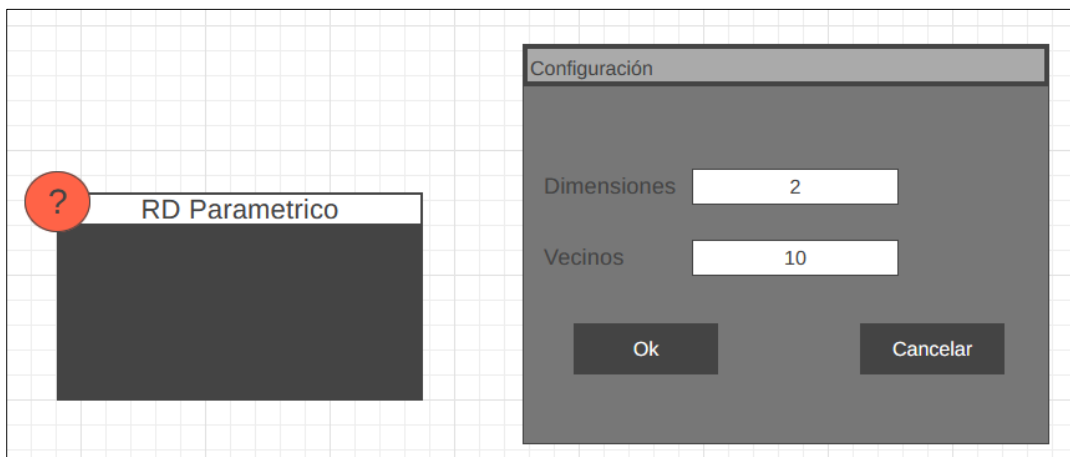 ?
RD Parametrico
Configuración
Dimensiones 2
Vecinos 10
Ok Cancelar